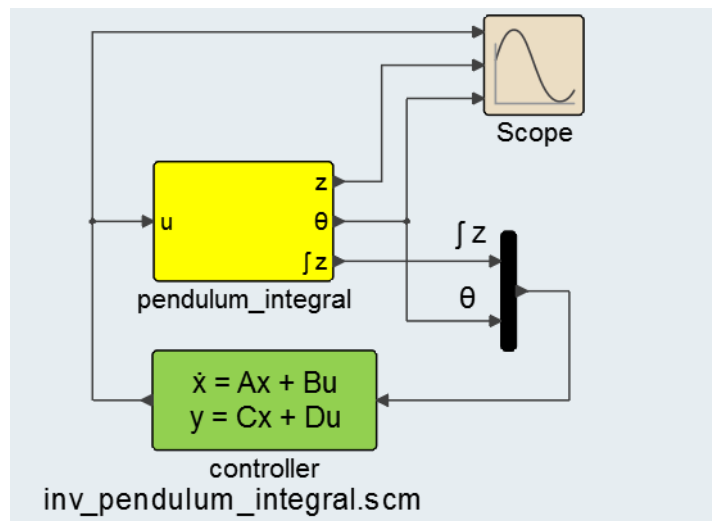 Scope
z
u
θ
∫ z
pendulum_integral
∫ z
θ
ẋ = Ax + Bu
y = Cx + Du
controller
inv_pendulum_integral.scm